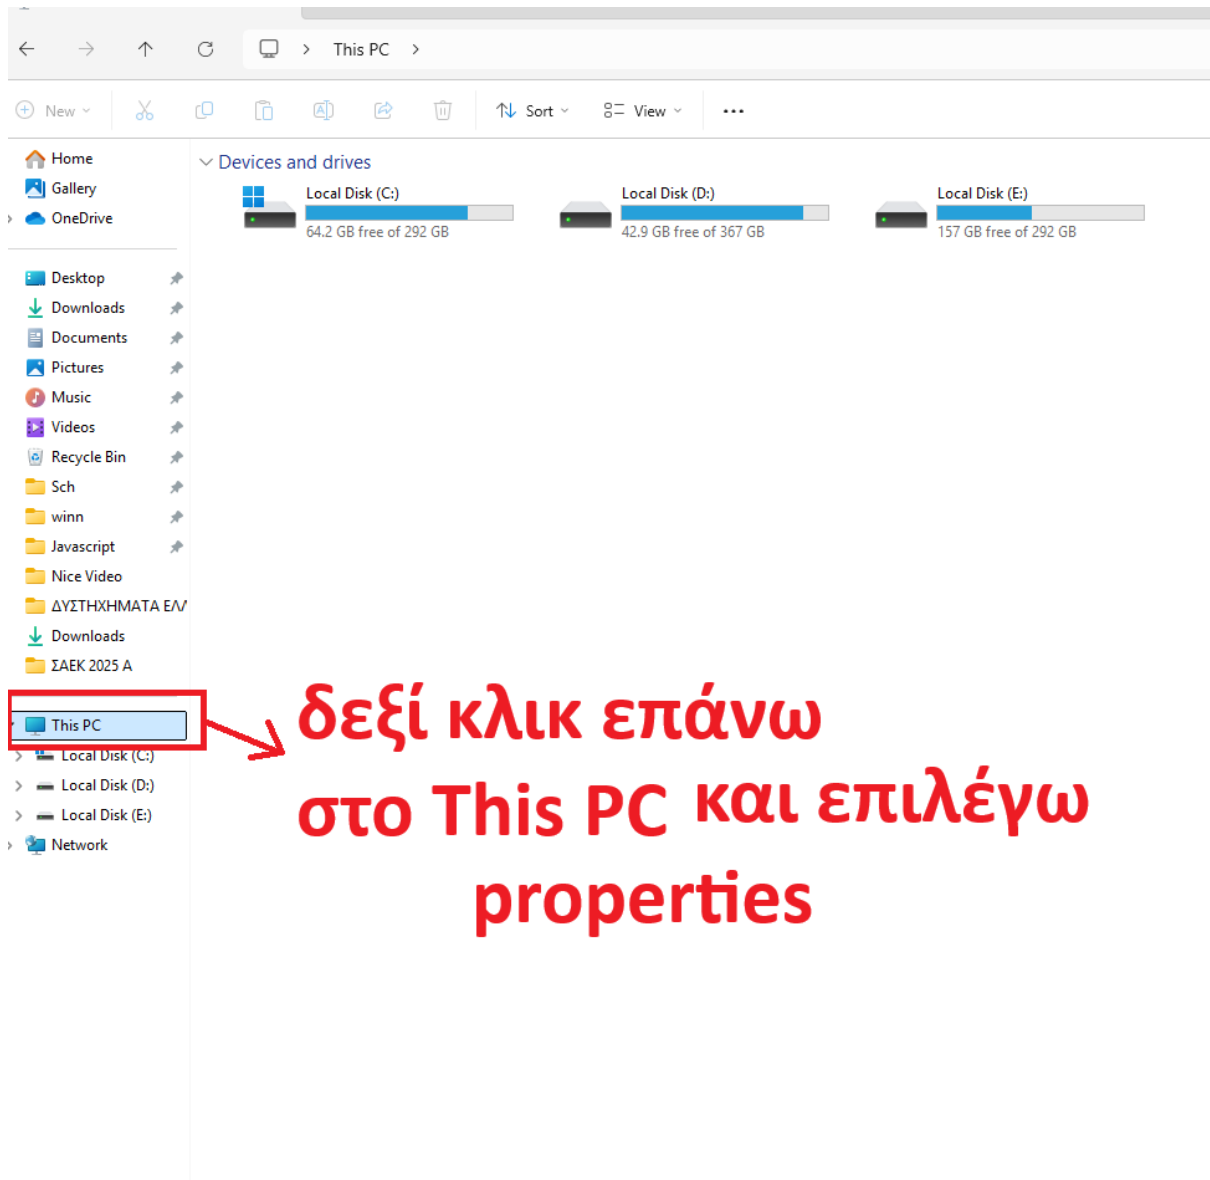 This PC
New
Sort
View
Home
Gallery
OneDrive
Desktop
Downloads
Documents
Pictures
Music
Videos
Recycle Bin
Sch
winn
Javascript
Nice Video
ΔΥΣΤΗΧΗΜΑΤΑ ΕΛΛ
Downloads
ΣΑΕΚ 2025 Α
This PC
Local Disk (C:)
Local Disk (D:)
Local Disk (E:)
Network
Devices and drives
Local Disk (C:)
64.2 GB free of 292 GB
Local Disk (D:)
42.9 GB free of 367 GB
Local Disk (E:)
157 GB free of 292 GB
δεξί κλικ επάνω
στο This PC και επιλέγω
properties